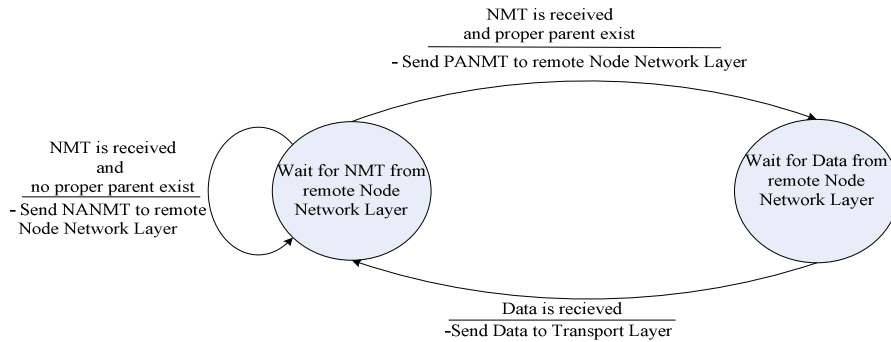 NMT is received
and proper parent exist
- Send PANMT to remote Node Network Layer
NMT is received
and
no proper parent exist
- Send NANMT to remote
Node Network Layer
Wait for NMT from
remote Node
Network Layer
Wait for Data from
remote Node
Network Layer
Data is recieved
-Send Data to Transport Layer